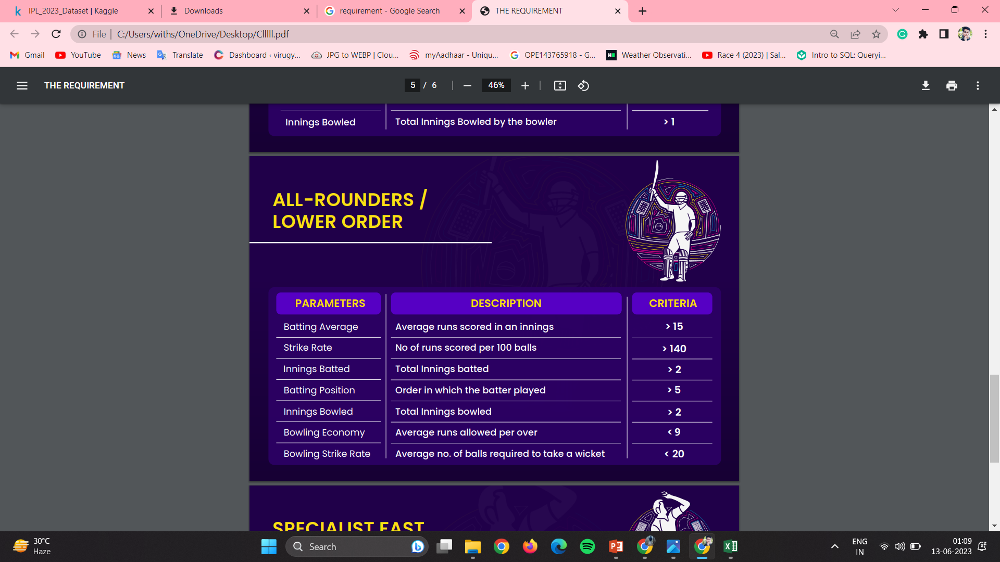 IPL_2023_Dataset | Kaggle
Downloads
requirement - Google Search
THE REQUIREMENT
File | C:/Users/withs/OneDrive/Desktop/Clllll.pdf
Gmail
YouTube
News
Translate
Dashboard ‹ virugy...
JPG to WEBP | Clou...
myAadhaar - Uniqu...
OPE143765918 - G...
Weather Observati...
Race 4 (2023) | Sal...
Intro to SQL: Queryi...
THE REQUIREMENT
5 / 6
46%
Innings Bowled Total Innings Bowled by the bowler > 1
ALL-ROUNDERS /
LOWER ORDER
PARAMETERS DESCRIPTION CRITERIA
Batting Average Average runs scored in an innings > 15
Strike Rate No of runs scored per 100 balls > 140
Innings Batted Total Innings batted > 2
Batting Position Order in which the batter played > 5
Innings Bowled Total Innings bowled > 2
Bowling Economy Average runs allowed per over < 9
Bowling Strike Rate Average no. of balls required to take a wicket < 20
SPECIALIST FAST
30°C
Haze
Search
ENG
IN
01:09
13-06-2023